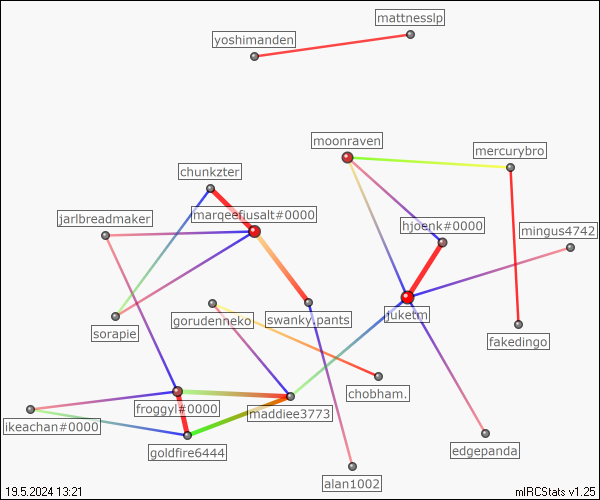 mattnesslp
yoshimanden
moonraven
mercurybro
chunkzter
marqeefiusalt#0000
jarlbreadmaker
hjoenk#0000
mingus4742
juketm
gorudenneko
swanky.pants
sorapie
fakedingo
chobham.
froggyl#0000
maddiee3773
ikeachan#0000
goldfire6444
edgepanda
alan1002
19.5.2024 13:21
mIRCStats v1.25